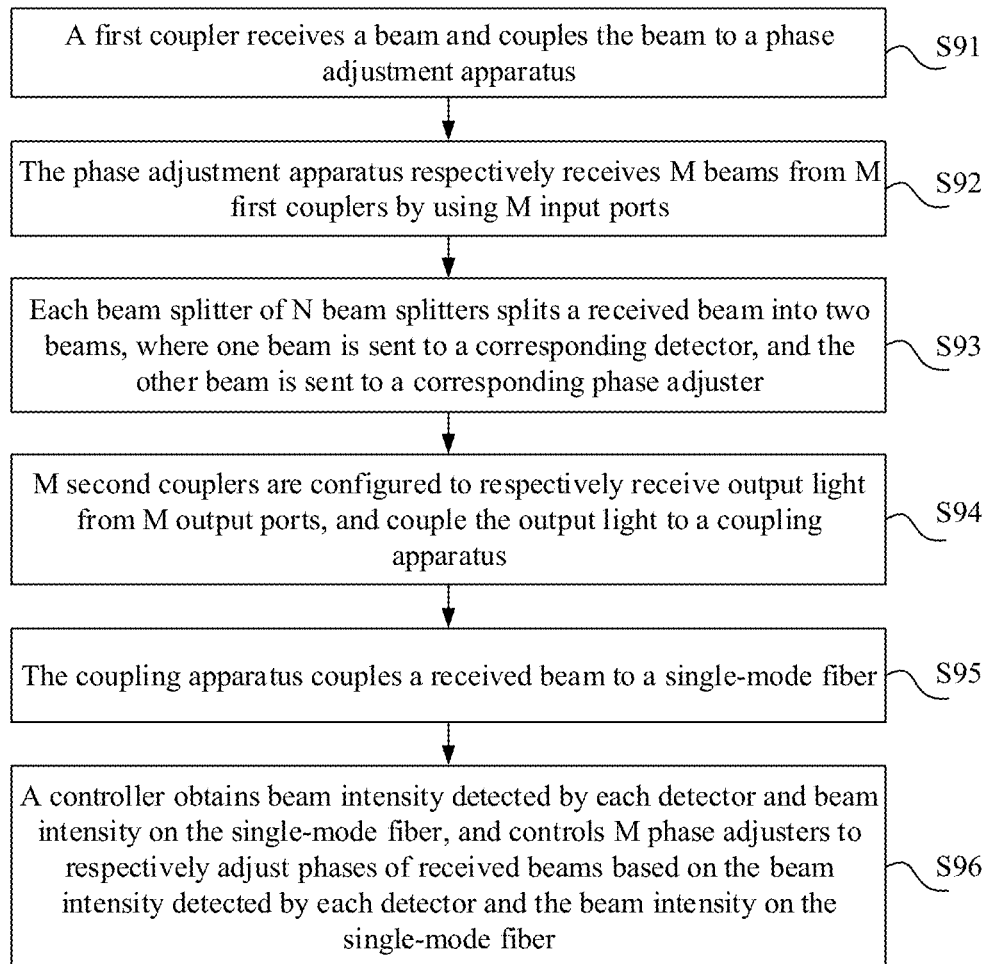 A first coupler receives a beam and couples the beam to a phase
adjustment apparatus
S91
The phase adjustment apparatus respectively receives M beams from M
first couplers by using M input ports
S92
Each beam splitter of N beam splitters splits a received beam into two
beams, where one beam is sent to a corresponding detector, and the
other beam is sent to a corresponding phase adjuster
S93
M second couplers are configured to respectively receive output light
from M output ports, and couple the output light to a coupling
apparatus
S94
The coupling apparatus couples a received beam to a single-mode fiber
S95
A controller obtains beam intensity detected by each detector and beam
intensity on the single-mode fiber, and controls M phase adjusters to
respectively adjust phases of received beams based on the beam
intensity detected by each detector and the beam intensity on the
single-mode fiber
S96